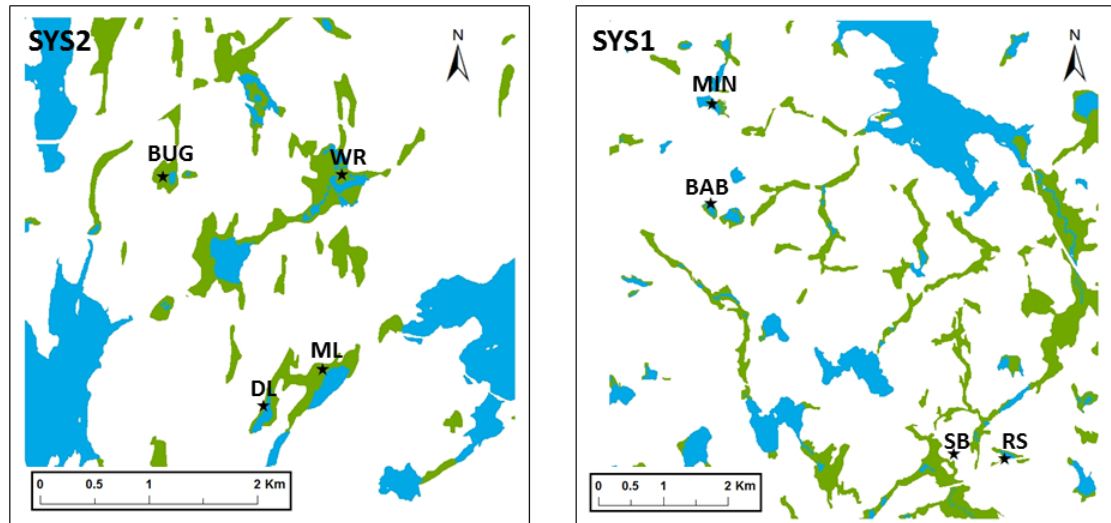 SYS2
N
BUG
WR
ML
DL
0 0.5 1 2 Km
SYS1
N
MIN
BAB
SB
RS
0 0.5 1 2 Km